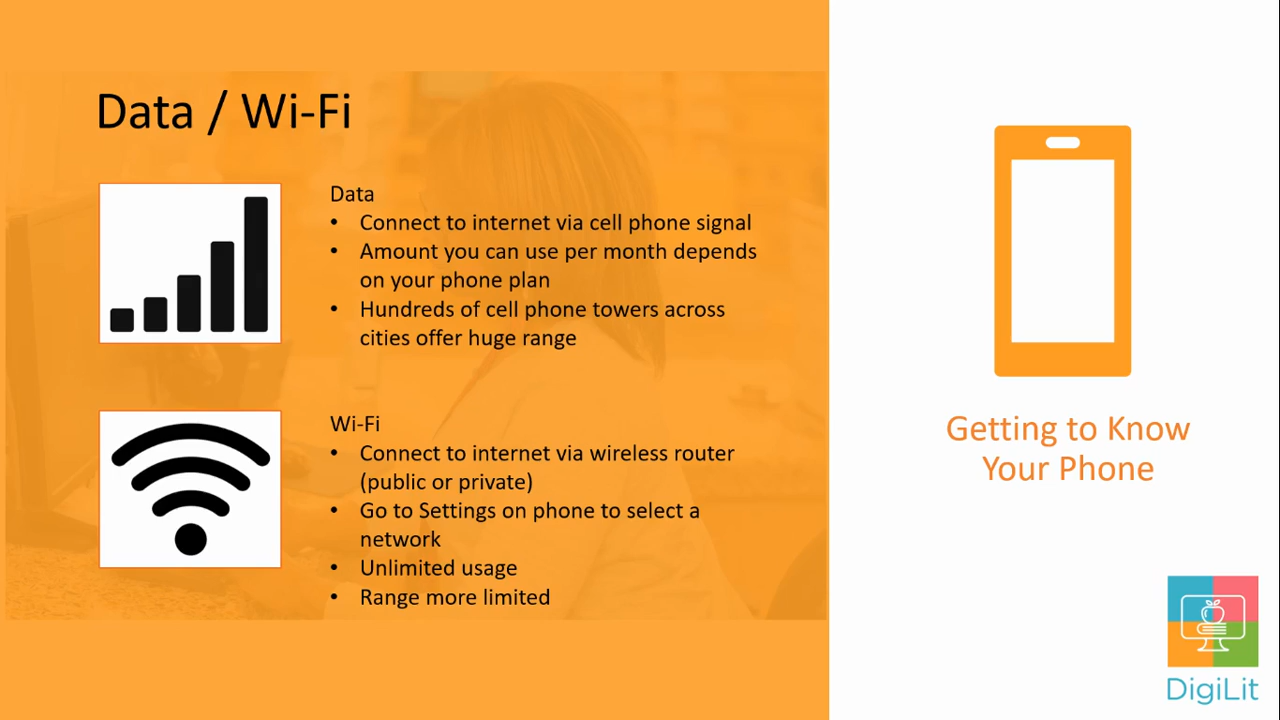 Data / Wi-Fi
Data
• Connect to internet via cell phone signal
• Amount you can use per month depends
on your phone plan
• Hundreds of cell phone towers across
cities offer huge range
Wi-Fi
• Connect to internet via wireless router
(public or private)
• Go to Settings on phone to select a
network
• Unlimited usage
• Range more limited
Getting to Know
Your Phone
DigiLit